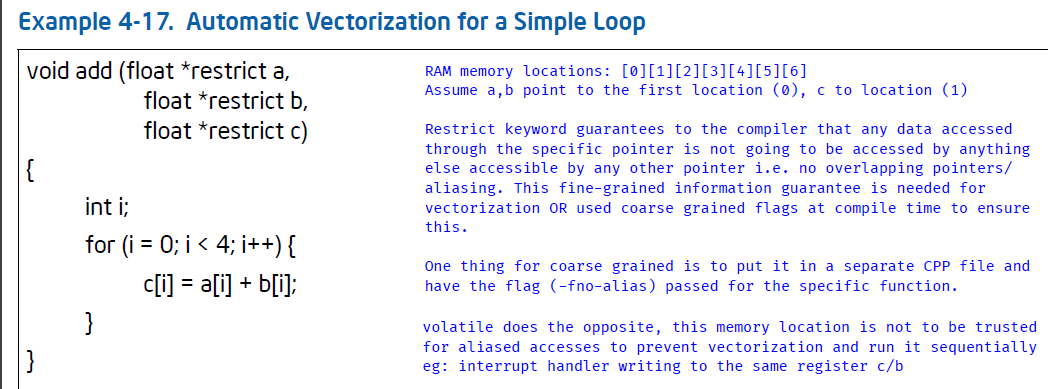 Example 4-17. Automatic Vectorization for a Simple Loop
void add (float *restrict a,
float *restrict b,
float *restrict c)
{
int i;
for (i = 0; i < 4; i++) {
c[i] = a[i] + b[i];
}
}
RAM memory locations: [0][1][2][3][4][5][6]
Assume a,b point to the first location (0), c to location (1)
Restrict keyword guarantees to the compiler that any data accessed
through the specific pointer is not going to be accessed by anything
else accessible by any other pointer i.e. no overlapping pointers/
aliasing. This fine-grained information guarantee is needed for
vectorization OR used coarse grained flags at compile time to ensure
this.
One thing for coarse grained is to put it in a separate CPP file and
have the flag (-fno-alias) passed for the specific function.
volatile does the opposite, this memory location is not to be trusted
for aliased accesses to prevent vectorization and run it sequentially
eg: interrupt handler writing to the same register c/b